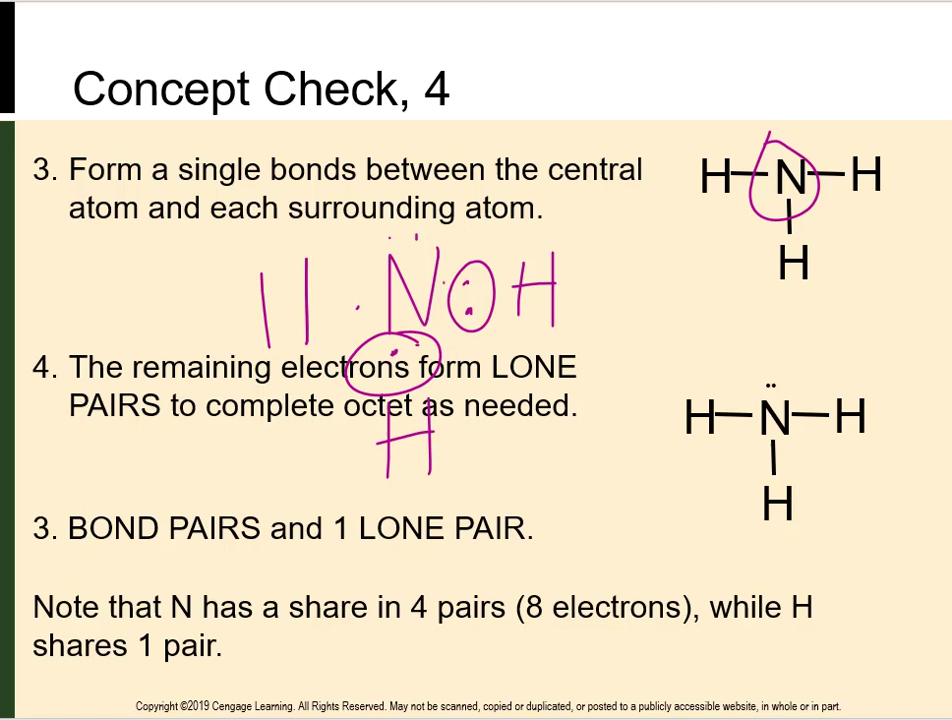 Concept Check, 4
3. Form a single bonds between the central
atom and each surrounding atom.
H—N—H
H
N H
4. The remaining electrons form LONE
PAIRS to complete octet as needed.
H
H—N—H
H
3. BOND PAIRS and 1 LONE PAIR.
Note that N has a share in 4 pairs (8 electrons), while H
shares 1 pair.
Copyright ©2019 Cengage Learning. All Rights Reserved. May not be scanned, copied or duplicated, or posted to a publicly accessible website, in whole or in part.